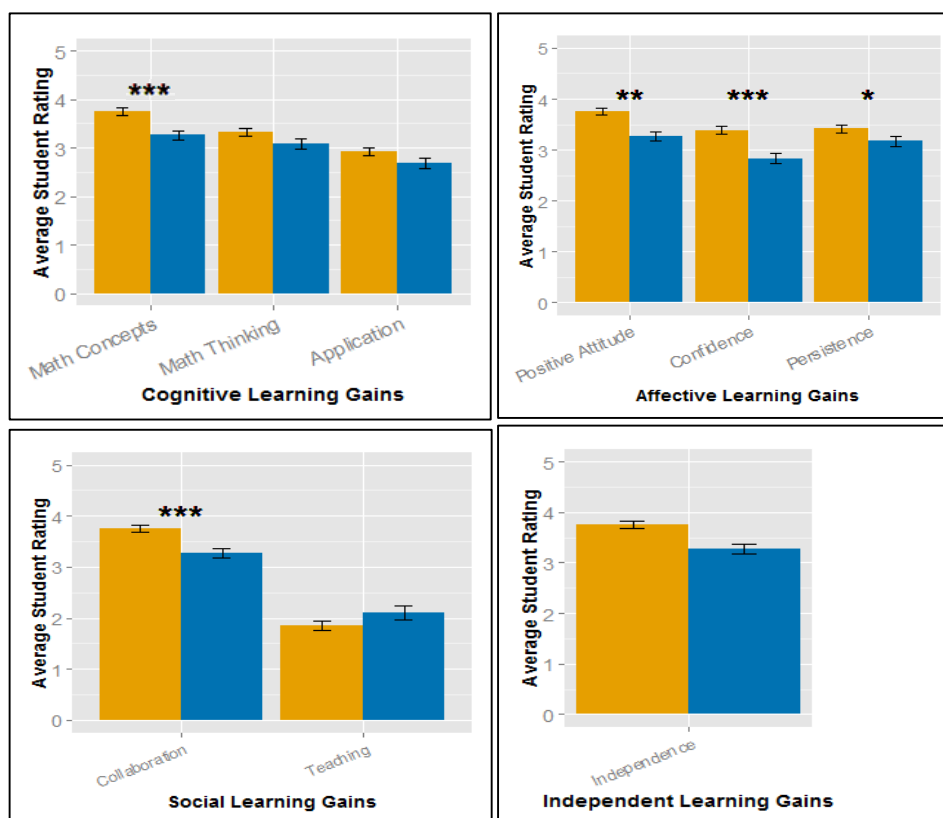 5
4
3
2
1
0
Average Student Rating
***
Math Concepts
Math Thinking
Application
Cognitive Learning Gains
5
4
3
2
1
0
Average Student Rating
**
***
*
Positive Attitude
Confidence
Persistence
Affective Learning Gains
5
4
3
2
1
0
Average Student Rating
***
Collaboration
Teaching
Social Learning Gains
5
4
3
2
1
0
Average Student Rating
Independence
Independent Learning Gains